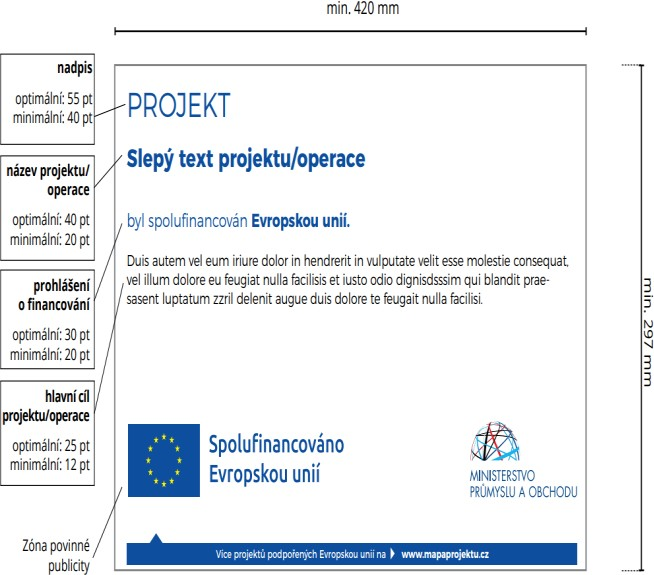 min. 420 mm
nadpis
optimální: 55 pt
minimální: 40 pt
název projektu/
operace
optimální: 40 pt
minimální: 20 pt
prohlášení
o financování
optimální: 30 pt
minimální: 20 pt
hlavní cíl
projektu/operace
optimální: 25 pt
minimální: 12 pt
Zóna povinné
publicity
PROJEKT
Slepý text projektu/operace
byl spolufinancován Evropskou unií.
Duis autem vel eum iriure dolor in hendrerit in vulputate velit esse molestie consequat,
vel illum dolore eu feugiat nulla facilisis et iusto odio dignisdsssim qui blandit prae-
sasent luptatum zzril delenit augue duis dolore te feugait nulla facilisi.
Spolufinancováno
Evropskou unií
MINISTERSTVO
PRŮMYSLU A OBCHODU
Více projektů podpořených Evropskou unií na www.mapaprojektu.cz
min. 297 mm